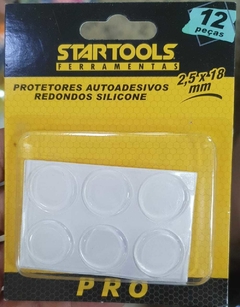 12
peças
STARTOOLS
FERRAMENTAS
PROTETORES AUTOADESIVOS
REDONDOS SILICONE
2,5 x 18
mm
PRO